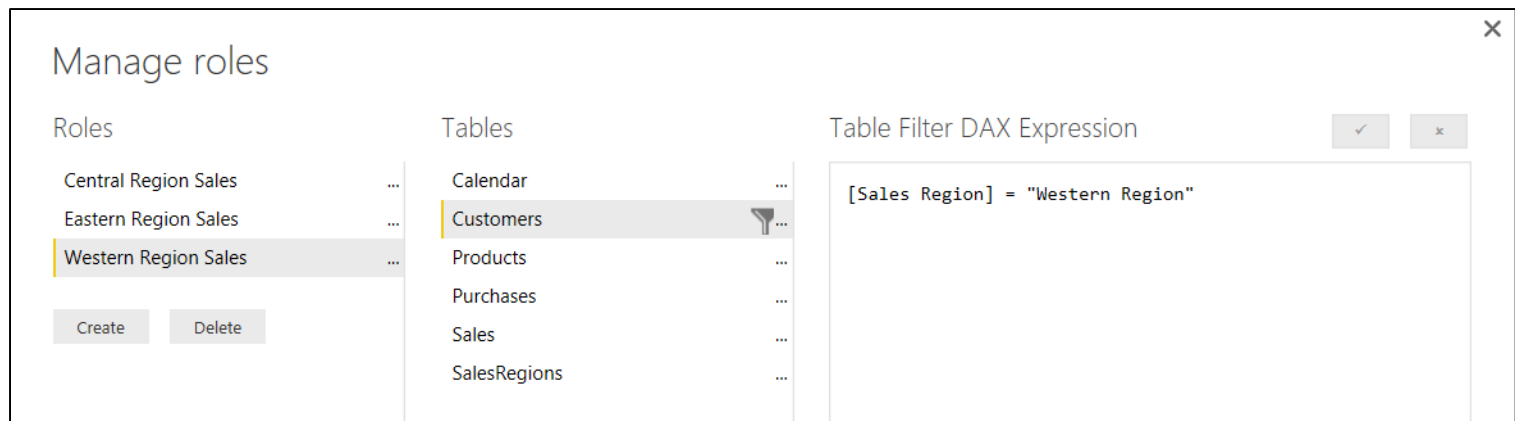 Manage roles
Roles
Central Region Sales ...
Eastern Region Sales ...
Western Region Sales ...
Create Delete
Tables
Calendar ...
Customers ...
Products ...
Purchases ...
Sales ...
SalesRegions ...
Table Filter DAX Expression
[Sales Region] = "Western Region"